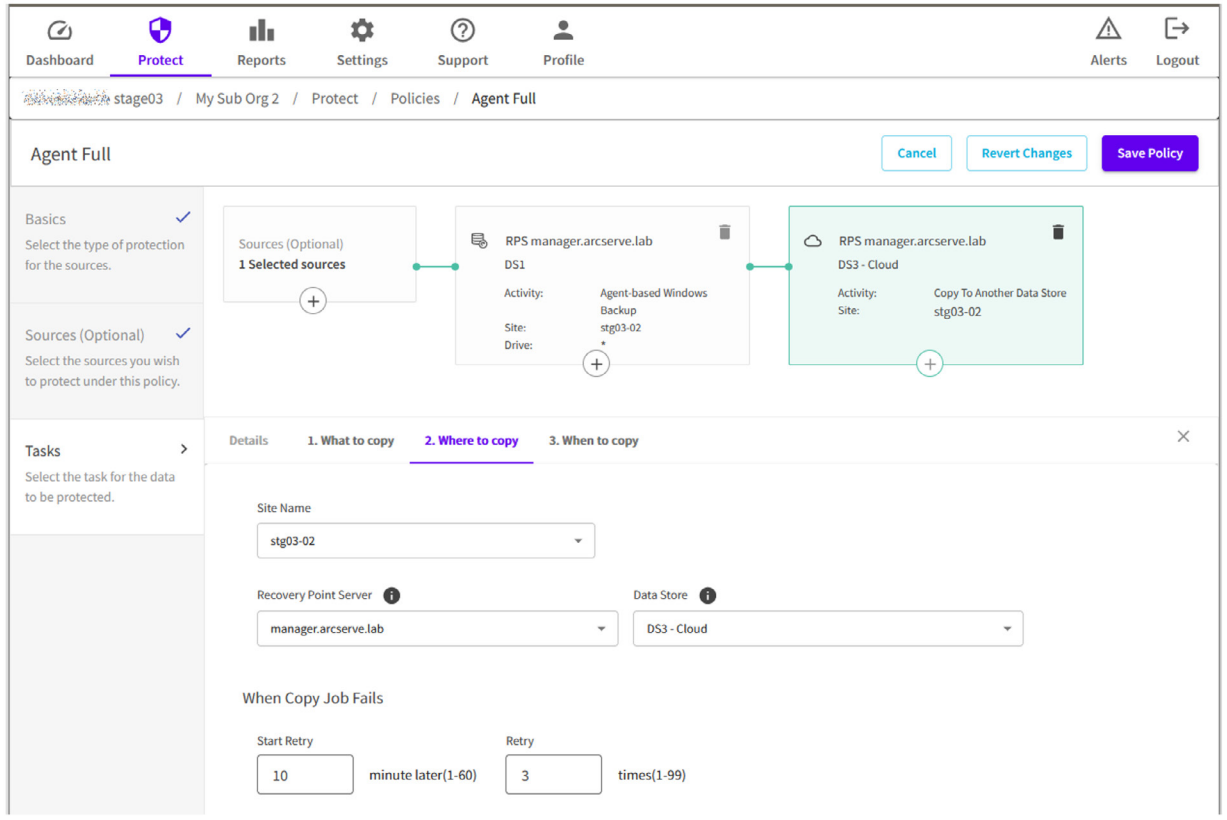 Dashboard Protect Reports Settings Support Profile Alerts Logout
stage03 / My Sub Org 2 / Protect / Policies / Agent Full
Agent Full
Cancel Revert Changes Save Policy
Basics
Select the type of protection
for the sources.
Sources (Optional)
Select the sources you wish
to protect under this policy.
Tasks
Select the task for the data
to be protected.
Sources (Optional)
1 Selected sources
RPS manager.arcserve.lab
DS1
Activity: Agent-based Windows
Backup
Site: stg03-02
Drive: *
RPS manager.arcserve.lab
DS3 - Cloud
Activity: Copy To Another Data Store
Site: stg03-02
Details 1. What to copy 2. Where to copy 3. When to copy
Site Name
stg03-02
Recovery Point Server Data Store
manager.arcserve.lab DS3 - Cloud
When Copy Job Fails
Start Retry Retry
10 minute later(1-60) 3 times(1-99)